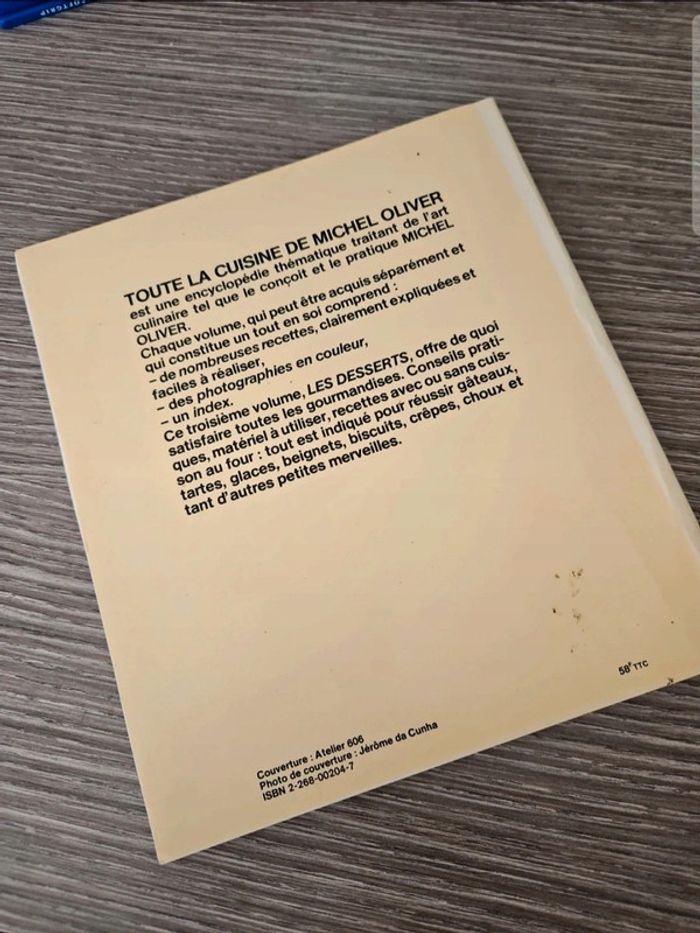 SOFTGRIP
TOUTE LA CUISINE DE MICHEL OLIVER
est une encyclopédie thématique traitant de l'art
culinaire tel que le conçoit et le pratique MICHEL
OLIVER.
Chaque volume, qui peut être acquis séparément et
qui constitue un tout en soi comprend :
– de nombreuses recettes, clairement expliquées et
faciles à réaliser,
– des photographies en couleur,
– un index.
Ce troisième volume, LES DESSERTS, offre de quoi
satisfaire toutes les gourmandises. Conseils prati-
ques, matériel à utiliser, recettes avec ou sans cuis-
son au four : tout est indiqué pour réussir gâteaux,
tartes, glaces, beignets, biscuits, crêpes, choux et
tant d'autres petites merveilles.
58F TTC
Couverture : Atelier 606
Photo de couverture : Jérôme da Cunha
ISBN 2-268-00204-7